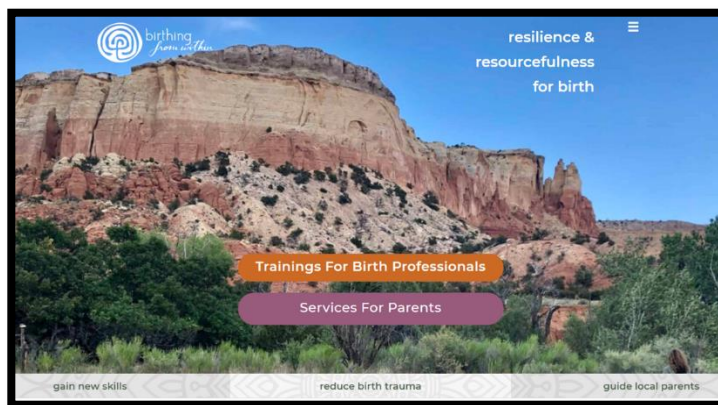 birthing
from within
resilience &
resourcefulness
for birth
Trainings For Birth Professionals
Services For Parents
gain new skills
reduce birth trauma
guide local parents